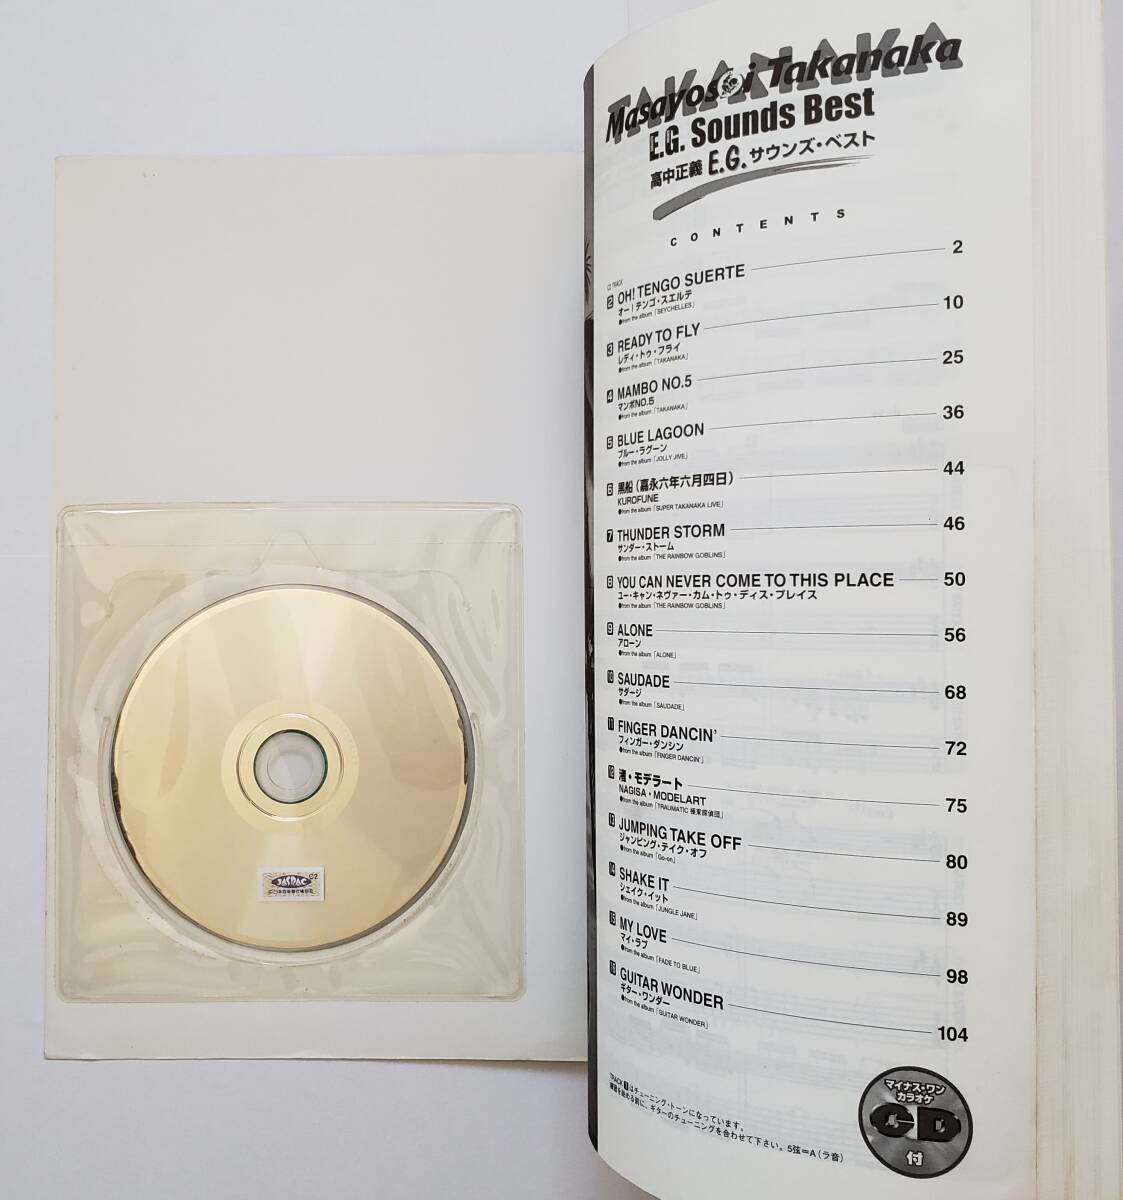 TAKANAKA
Masayoshi Takanaka
E.G. Sounds Best
高中正義 E.G. サウンズ・ベスト
CONTENTS
CD TRACK
2 OH! TENGO SUERTE 2
オー！テンゴ・スエルテ
●from the album「SEYCHELLES」
3 READY TO FLY 10
レディ・トゥ・フライ
●from the album「TAKANAKA」
4 MAMBO NO.5 25
マンボNO.5
●from the album「TAKANAKA」
5 BLUE LAGOON 36
ブルー・ラグーン
●from the album「JOLLY JIVE」
6 黒船（嘉永六年六月四日） 44
KUROFUNE
●from the album「SUPER TAKANAKA LIVE」
7 THUNDER STORM 46
サンダー・ストーム
●from the album「THE RAINBOW GOBLINS」
8 YOU CAN NEVER COME TO THIS PLACE 50
ユー・キャン・ネヴァー・カム・トゥ・ディス・プレイス
●from the album「THE RAINBOW GOBLINS」
9 ALONE 56
アローン
●from the album「ALONE」
10 SAUDADE 68
サダージ
●from the album「SAUDADE」
11 FINGER DANCIN' 72
フィンガー・ダンシン
●from the album「FINGER DANCIN'」
12 渚・モデラート 75
NAGISA・MODELART
●from the album「TRAUMATIC 極東探偵団」
13 JUMPING TAKE OFF 80
ジャンピング・テイク・オフ
●from the album「Go-on」
14 SHAKE IT 89
シェイク・イット
●from the album「JUNGLE JANE」
15 MY LOVE 98
マイ・ラブ
●from the album「FADE TO BLUE」
16 GUITAR WONDER 104
ギター・ワンダー
●from the album「GUITAR WONDER」
TRACK 1 はチューニング・トーンになっています。
練習を始める前に、ギターのチューニングを合わせて下さい。5弦＝A（ラ音）
マイナス・ワン
カラオケ
CD
付
JASRAC
C2